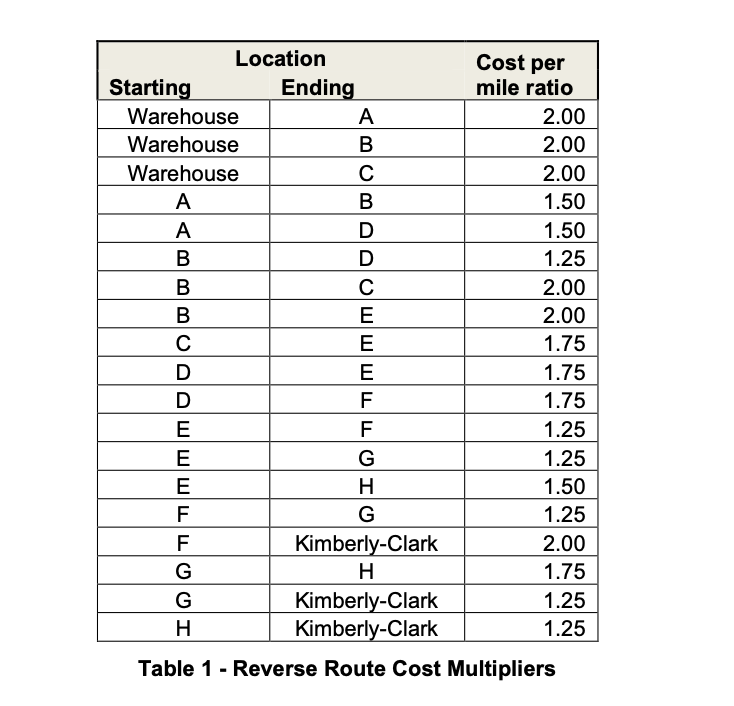 Location Cost per
Starting Ending mile ratio
Warehouse A 2.00
Warehouse B 2.00
Warehouse C 2.00
A B 1.50
A D 1.50
B D 1.25
B C 2.00
B E 2.00
C E 1.75
D E 1.75
D F 1.75
E F 1.25
E G 1.25
E H 1.50
F G 1.25
F Kimberly-Clark 2.00
G H 1.75
G Kimberly-Clark 1.25
H Kimberly-Clark 1.25
Table 1 - Reverse Route Cost Multipliers